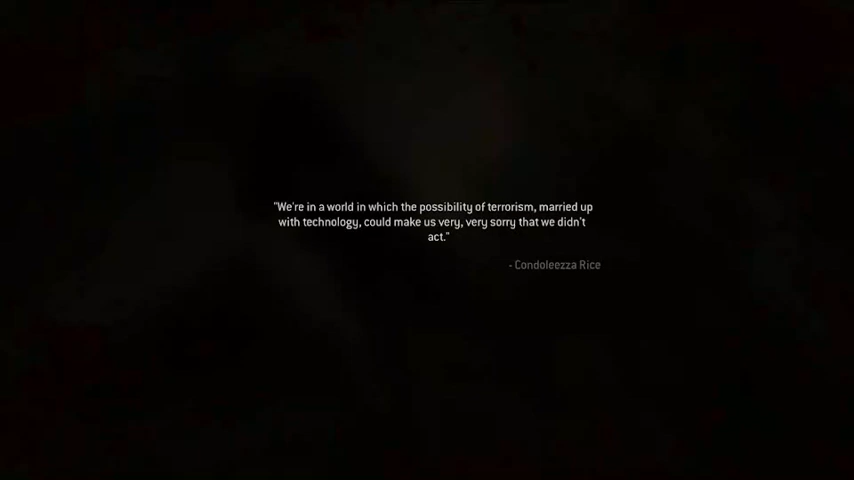 "We're in a world in which the possibility of terrorism, married up
with technology, could make us very, very sorry that we didn't
act."
- Condoleezza Rice